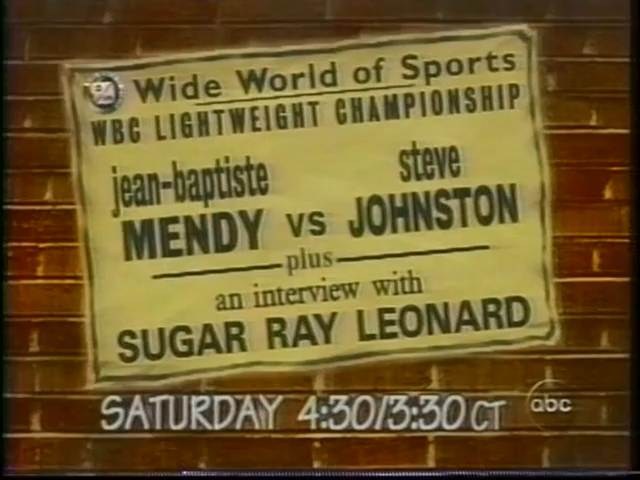 Wide World of Sports
WBC LIGHTWEIGHT CHAMPIONSHIP
jean-baptiste
MENDY vs
steve
JOHNSTON
plus
an interview with
SUGAR RAY LEONARD
SATURDAY 4:30/3:30 CT
abc